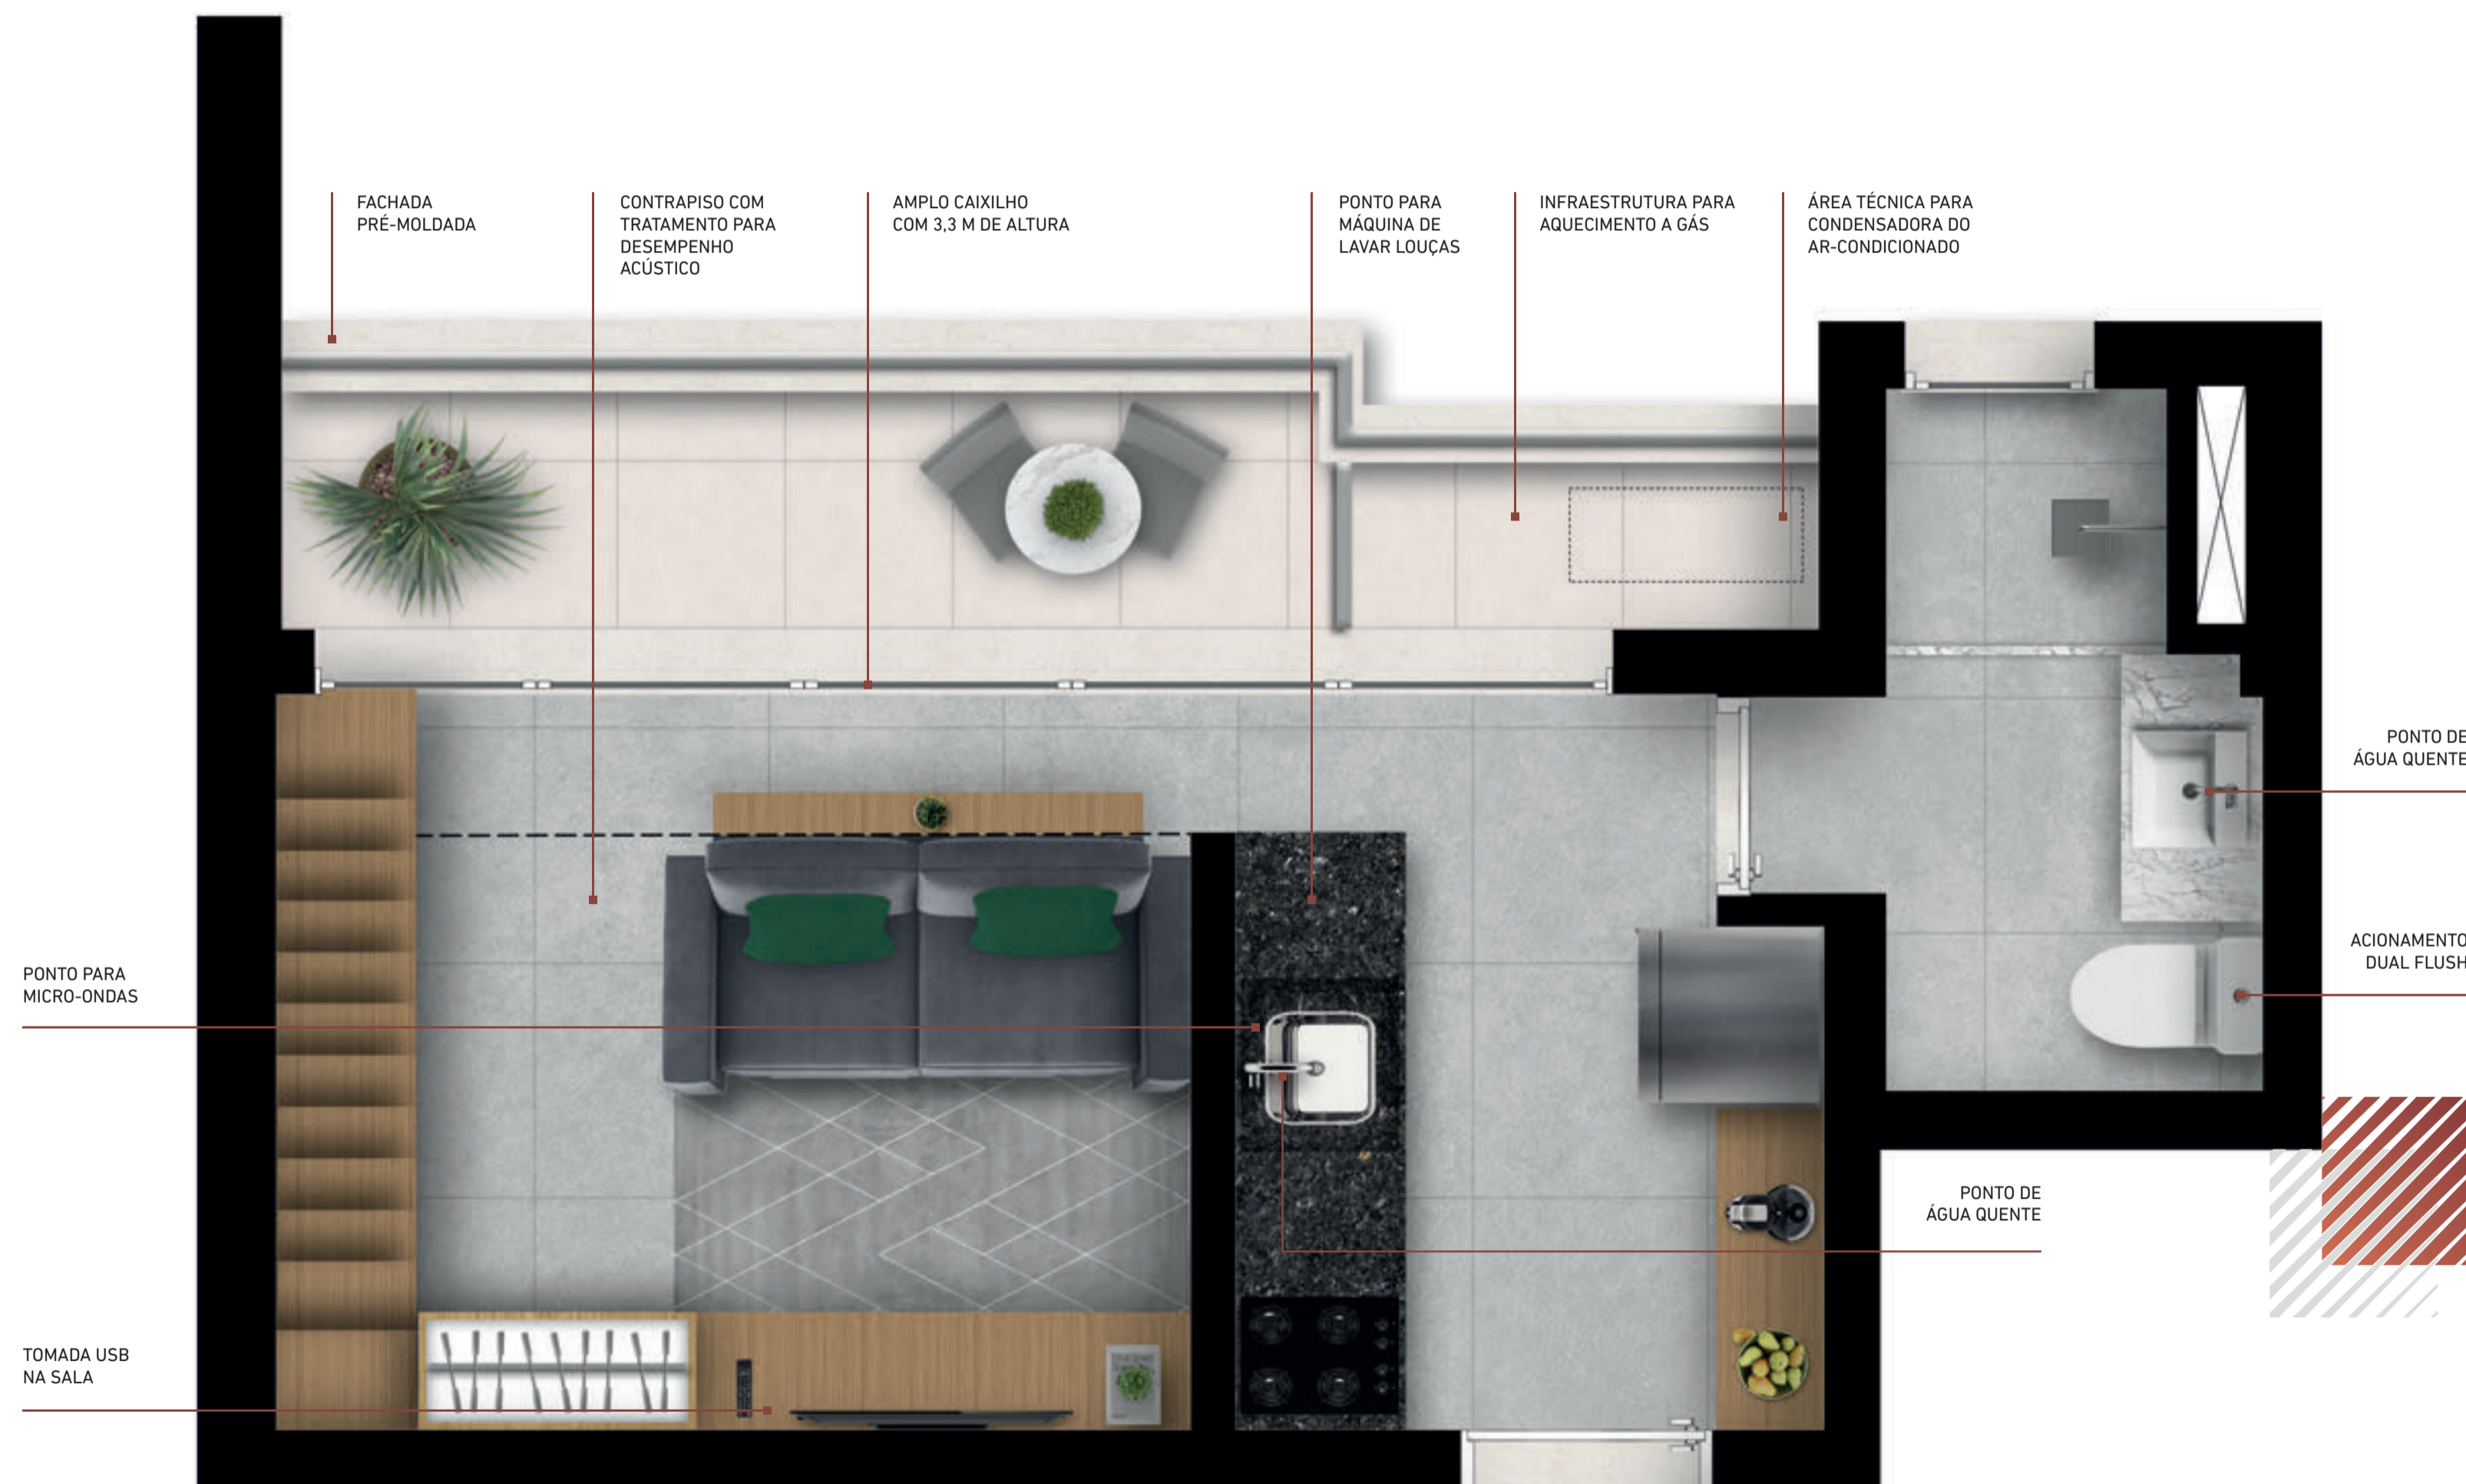 FACHADA
PRÉ-MOLDADA
CONTRAPISO COM
TRATAMENTO PARA
DESEMPENHO
ACÚSTICO
AMPLO CAIXILHO
COM 3,3 M DE ALTURA
PONTO PARA
MÁQUINA DE
LAVAR LOUÇAS
INFRAESTRUTURA PARA
AQUECIMENTO A GÁS
ÁREA TÉCNICA PARA
CONDENSADORA DO
AR-CONDICIONADO
PONTO DE
ÁGUA QUENTE
ACIONAMENTO
DUAL FLUSH
PONTO PARA
MICRO-ONDAS
PONTO DE
ÁGUA QUENTE
TOMADA USB
NA SALA